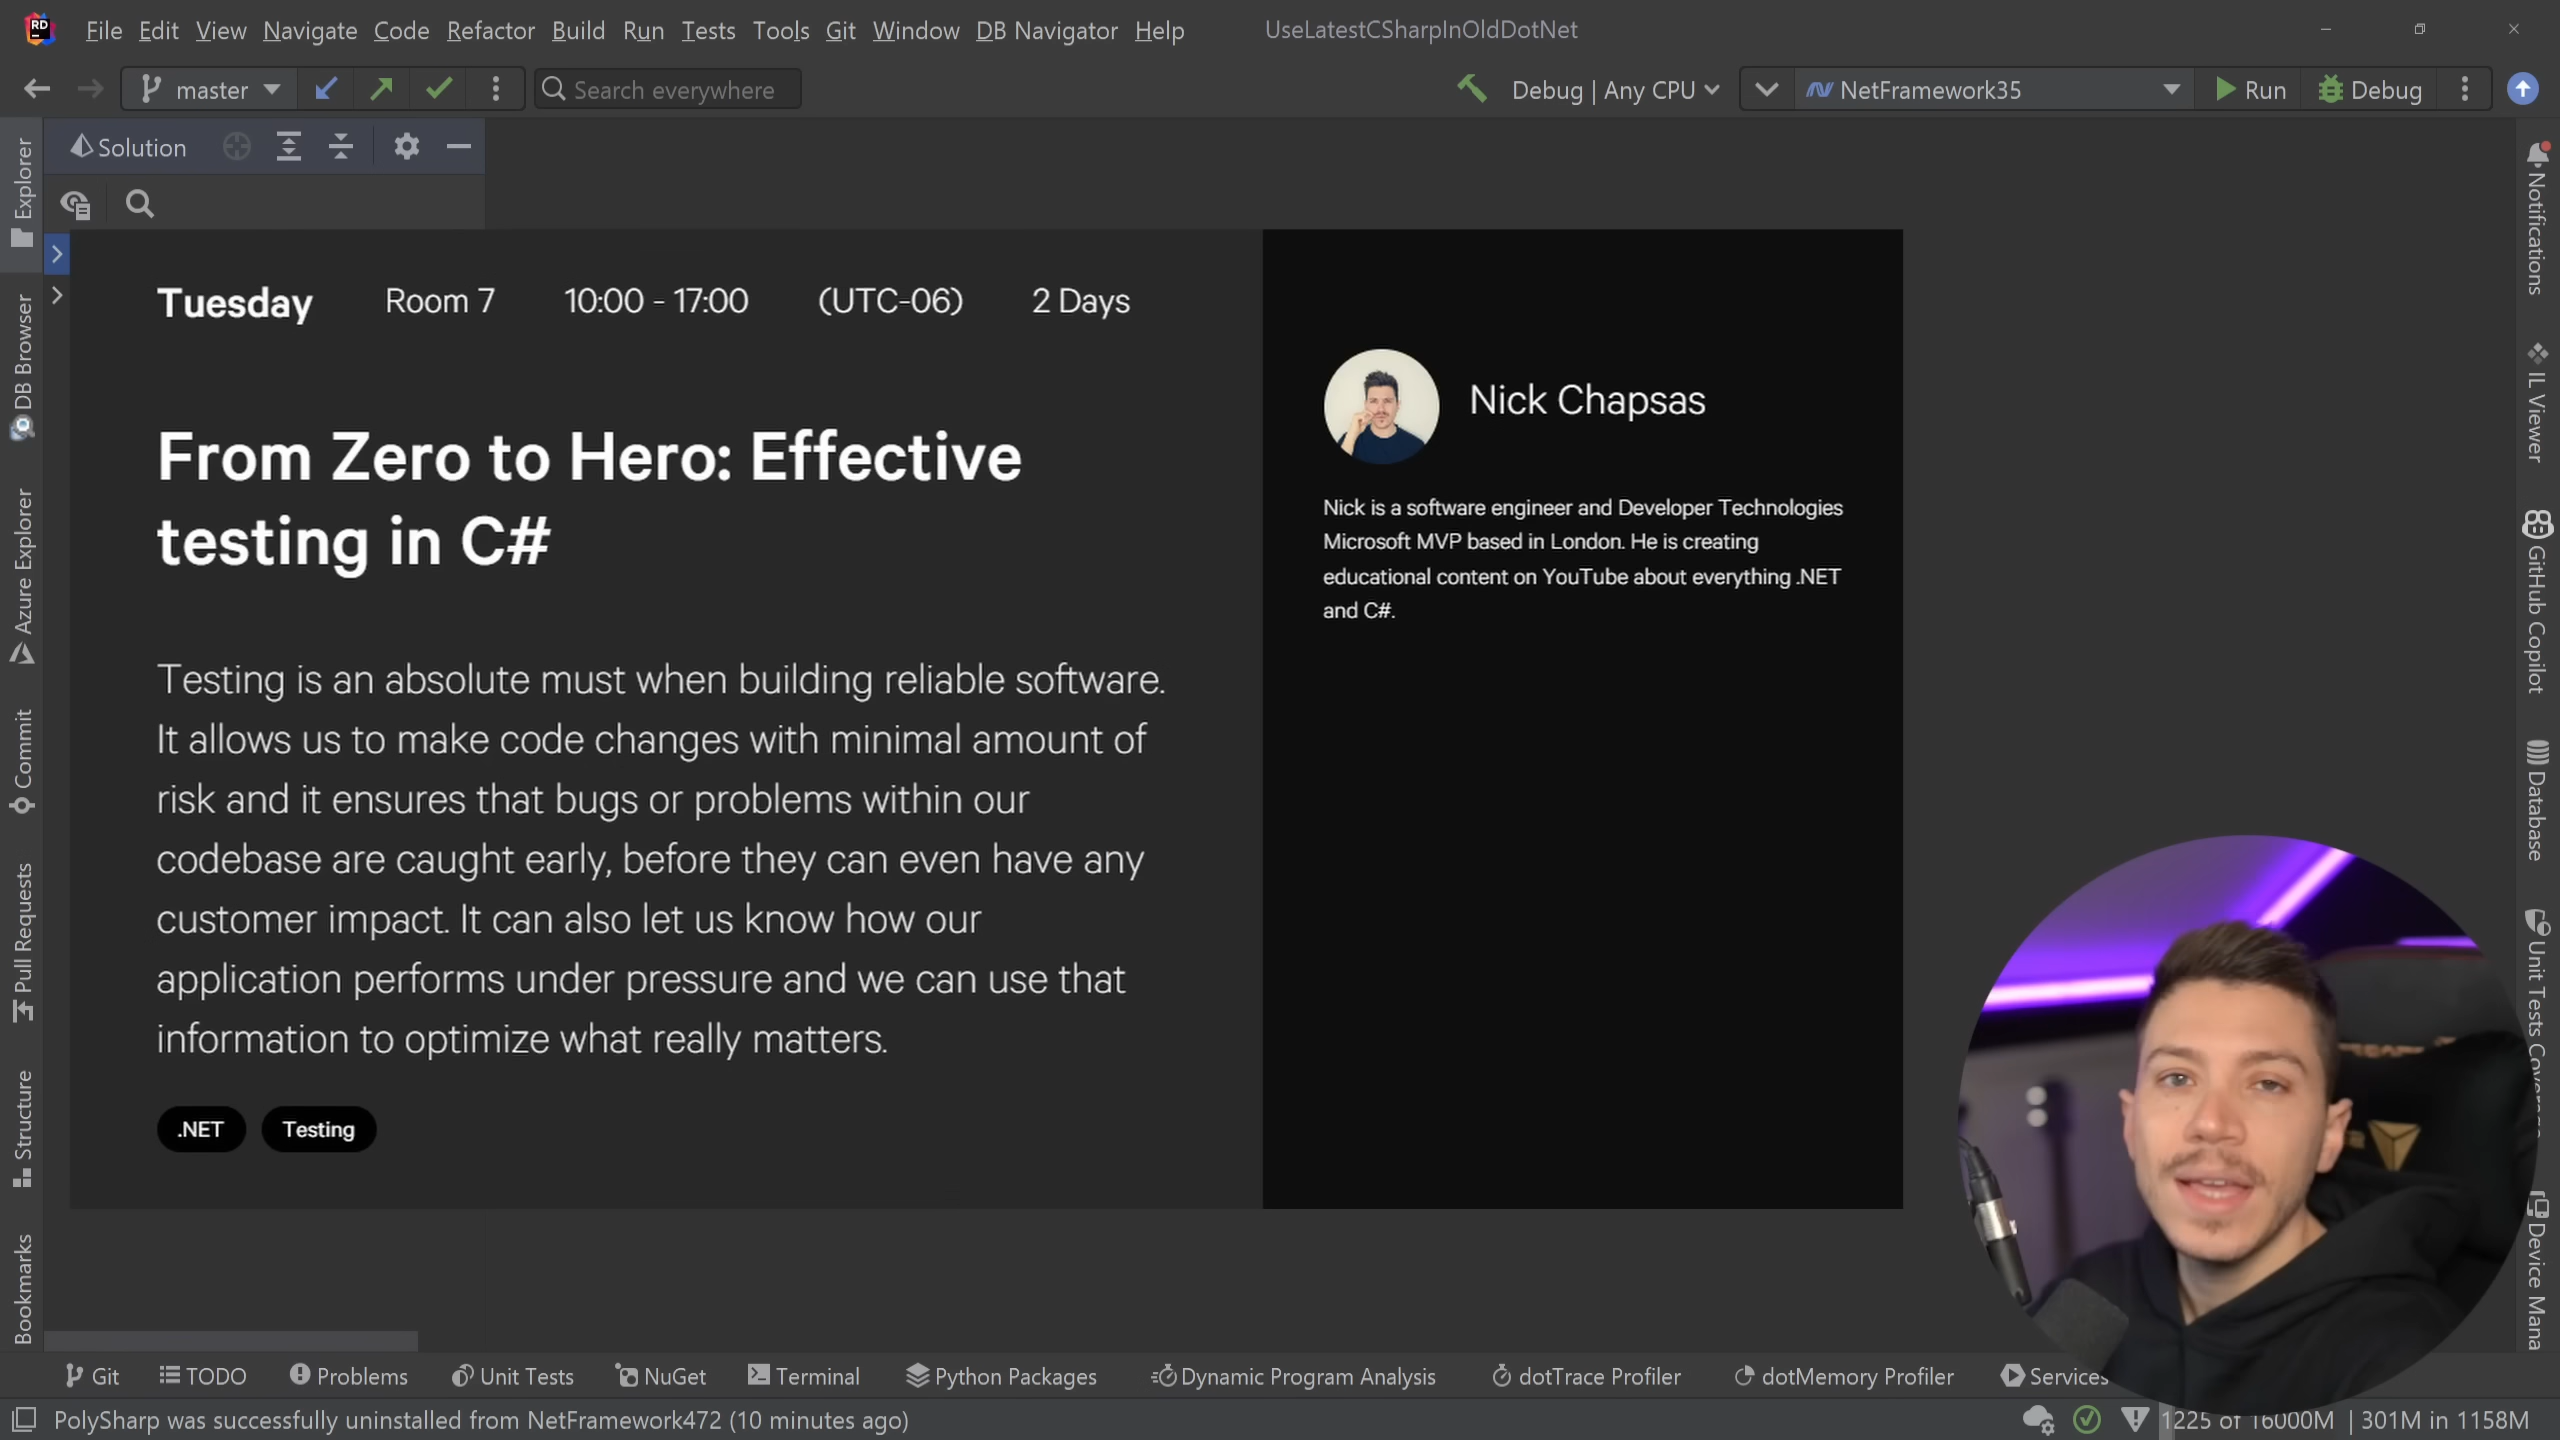 RD
File Edit View Navigate Code Refactor Build Run Tests Tools Git Window DB Navigator Help
UseLatestCSharpInOldDotNet
master
Search everywhere
Debug | Any CPU
NetFramework35
Run
Debug
Solution
Explorer
DB Browser
Azure Explorer
Commit
Pull Requests
Structure
Bookmarks
Tuesday Room 7 10:00 - 17:00 (UTC-06) 2 Days
From Zero to Hero: Effective
testing in C#
Testing is an absolute must when building reliable software.
It allows us to make code changes with minimal amount of
risk and it ensures that bugs or problems within our
codebase are caught early, before they can even have any
customer impact. It can also let us know how our
application performs under pressure and we can use that
information to optimize what really matters.
.NET Testing
Nick Chapsas
Nick is a software engineer and Developer Technologies
Microsoft MVP based in London. He is creating
educational content on YouTube about everything .NET
and C#.
Notifications
IL Viewer
GitHub Copilot
Database
Unit Tests Coverage
Device Mana
Git TODO Problems Unit Tests NuGet Terminal Python Packages Dynamic Program Analysis dotTrace Profiler dotMemory Profiler Services
PolySharp was successfully uninstalled from NetFramework472 (10 minutes ago)
1225 of 16000M | 301M in 1158M